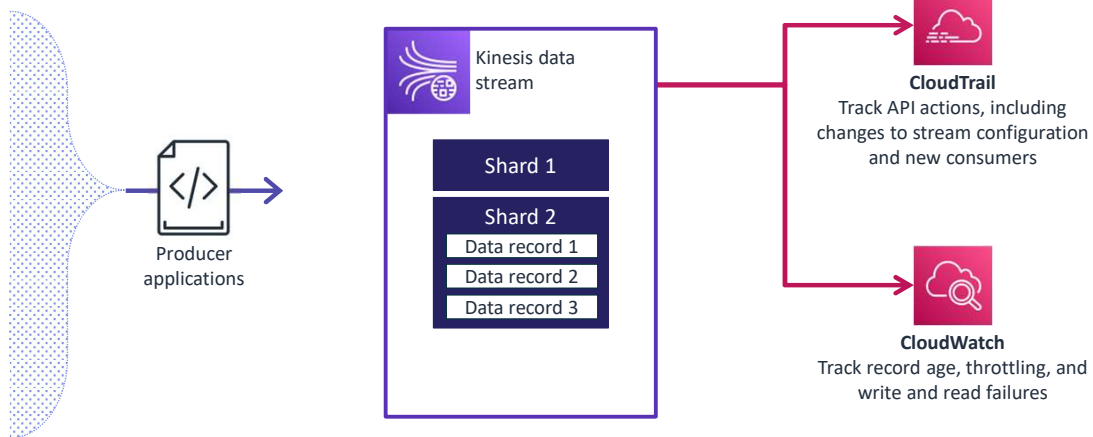 Producer
applications
Kinesis data
stream
Shard 1
Shard 2
Data record 1
Data record 2
Data record 3
CloudTrail
Track API actions, including
changes to stream configuration
and new consumers
CloudWatch
Track record age, throttling, and
write and read failures